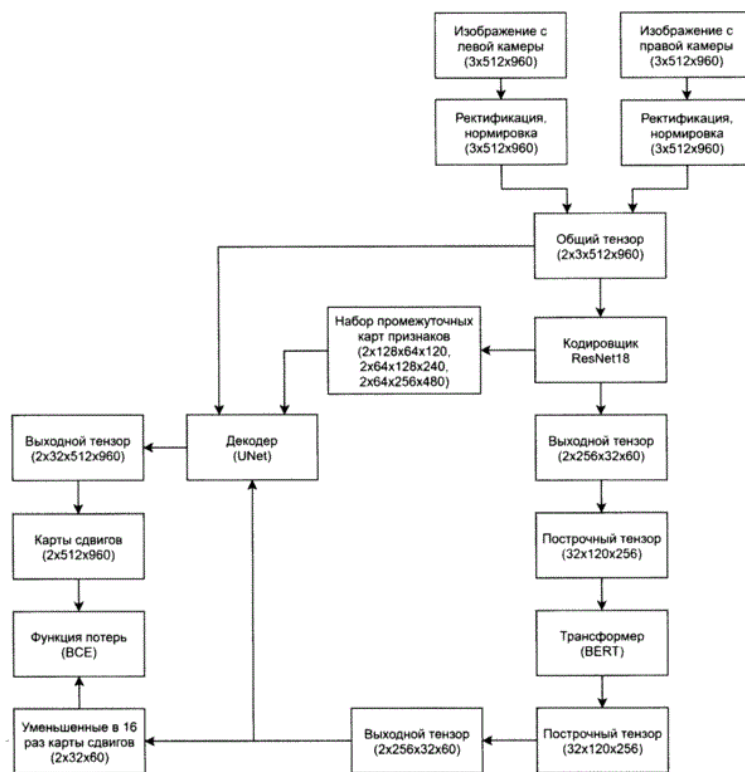 Изображение с
левой камеры
(3x512x960)
Изображение с
правой камеры
(3x512x960)
Ректификация,
нормировка
(3x512x960)
Ректификация,
нормировка
(3x512x960)
Общий тензор
(2x3x512x960)
Набор промежуточных
карт признаков
(2x128x64x120,
2x64x128x240,
2x64x256x480)
Кодировщик
ResNet18
Выходной тензор
(2x32x512x960)
Декодер
(UNet)
Выходной тензор
(2x256x32x60)
Карты сдвигов
(2x512x960)
Построчный тензор
(32x120x256)
Функция потерь
(BCE)
Трансформер
(BERT)
Уменьшенные в 16
раз карты сдвигов
(2x32x60)
Выходной тензор
(2x256x32x60)
Построчный тензор
(32x120x256)